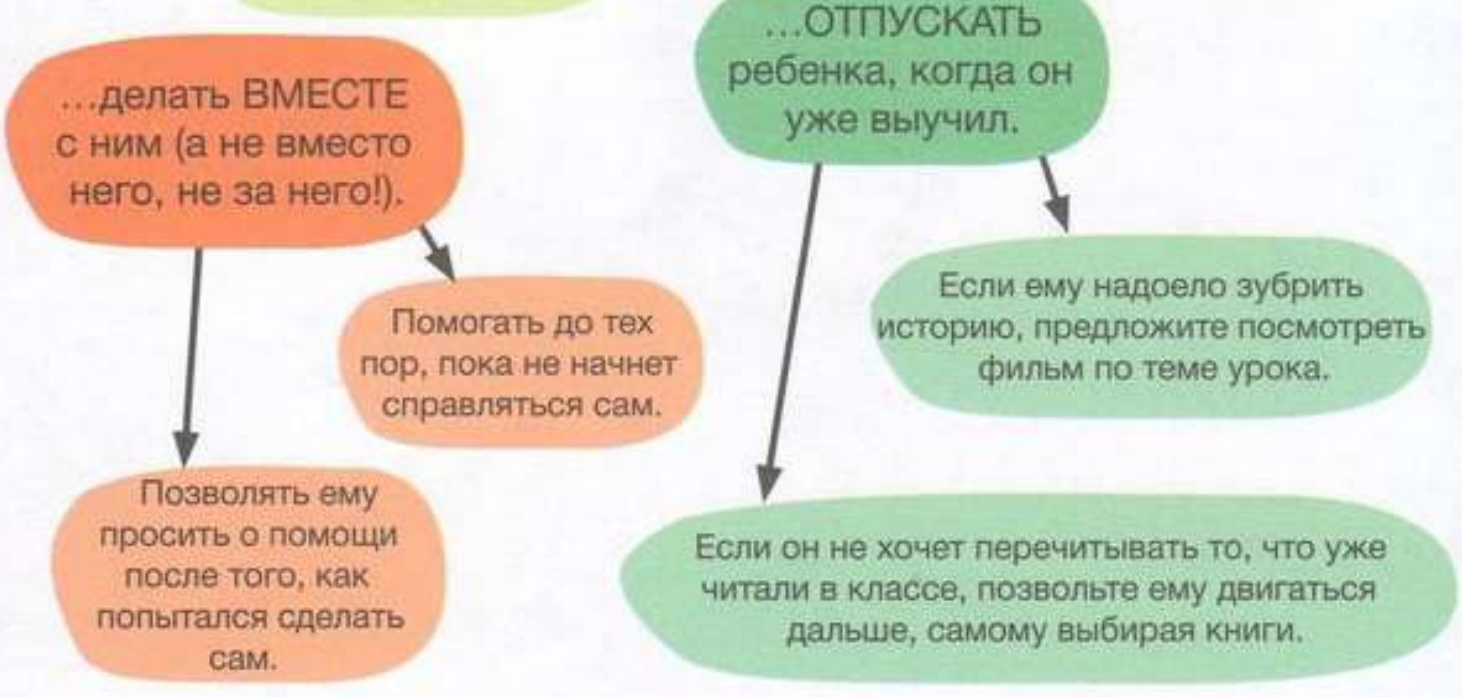 …делать ВМЕСТЕ
с ним (а не вместо
него, не за него!).
Помогать до тех
пор, пока не начнет
справляться сам.
Позволять ему
просить о помощи
после того, как
попытался сделать
сам.
…ОТПУСКАТЬ
ребенка, когда он
уже выучил.
Если ему надоело зубрить
историю, предложите посмотреть
фильм по теме урока.
Если он не хочет перечитывать то, что уже
читали в классе, позвольте ему двигаться
дальше, самому выбирая книги.